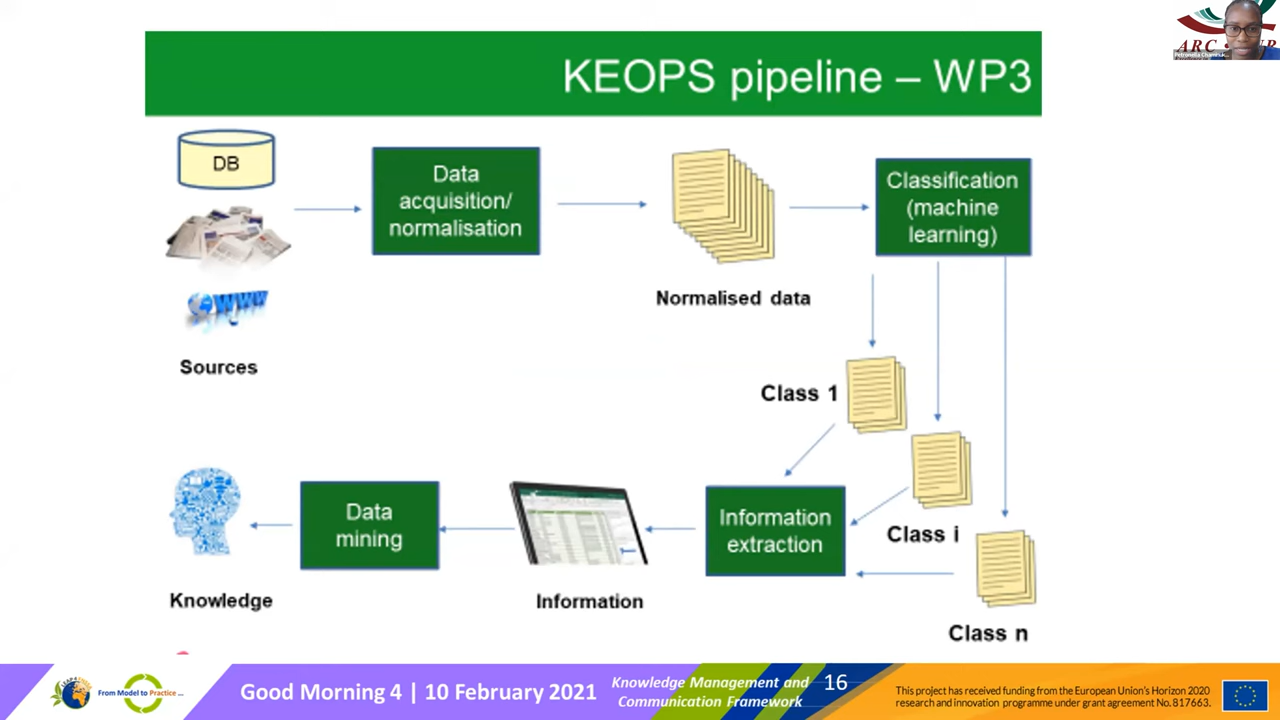 KEOPS pipeline – WP3
DB
Data
acquisition/
normalisation
Classification
(machine
learning)
WWW
Normalised data
Sources
Class 1
Information
extraction
Data
mining
Class i
Knowledge
Information
Class n
From Model to Practice ...
Good Morning 4 | 10 February 2021
Knowledge Management and
Communication Framework
16
This project has received funding from the European Union's Horizon 2020
research and innovation programme under grant agreement No. 817663.